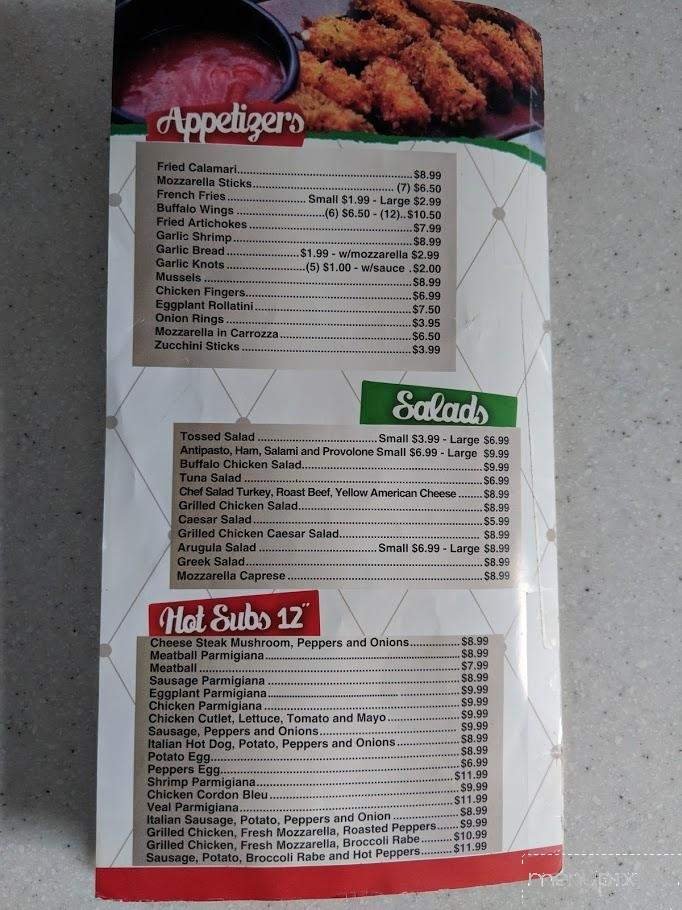 Appetizers
Fried Calamari........................$8.99
Mozzarella Sticks........................ (7) $6.50
French Fries........................ Small $1.99 - Large $2.99
Buffalo Wings ........................(6) $6.50 - (12)..$10.50
Fried Artichokes ........................$7.99
Garlic Shrimp........................$8.99
Garlic Bread........................$1.99 - w/mozzarella $2.99
Garlic Knots ........................(5) $1.00 - w/sauce .$2.00
Mussels ........................$8.99
Chicken Fingers........................$6.99
Eggplant Rollatini........................$7.50
Onion Rings ........................$3.95
Mozzarella in Carrozza........................$6.50
Zucchini Sticks ........................$3.99
Salads
Tossed Salad ........................Small $3.99 - Large $6.99
Antipasto, Ham, Salami and Provolone Small $6.99 - Large $9.99
Buffalo Chicken Salad........................$9.99
Tuna Salad ........................$6.99
Chef Salad Turkey, Roast Beef, Yellow American Cheese ........$8.99
Grilled Chicken Salad........................$8.99
Caesar Salad........................$5.99
Grilled Chicken Caesar Salad........................$8.99
Arugula Salad ........................Small $6.99 - Large $8.99
Greek Salad........................$8.99
Mozzarella Caprese ........................$8.99
Hot Subs 12"
Cheese Steak Mushroom, Peppers and Onions................$8.99
Meatball Parmigiana........................$8.99
Meatball ........................$7.99
Sausage Parmigiana ........................$8.99
Eggplant Parmigiana........................$9.99
Chicken Parmigiana ........................$9.99
Chicken Cutlet, Lettuce, Tomato and Mayo........................$9.99
Sausage, Peppers and Onions........................$9.99
Italian Hot Dog, Potato, Peppers and Onions ................$8.99
Potato Egg........................$8.99
Peppers Egg........................$6.99
Shrimp Parmigiana........................$11.99
Chicken Cordon Bleu ........................$9.99
Veal Parmigiana........................$11.99
Italian Sausage, Potato, Peppers and Onion ................$8.99
Grilled Chicken, Fresh Mozzarella, Roasted Peppers.......$9.99
Grilled Chicken, Fresh Mozzarella, Broccoli Rabe..........$10.99
Sausage, Potato, Broccoli Rabe and Hot Peppers..........$11.99
menupix